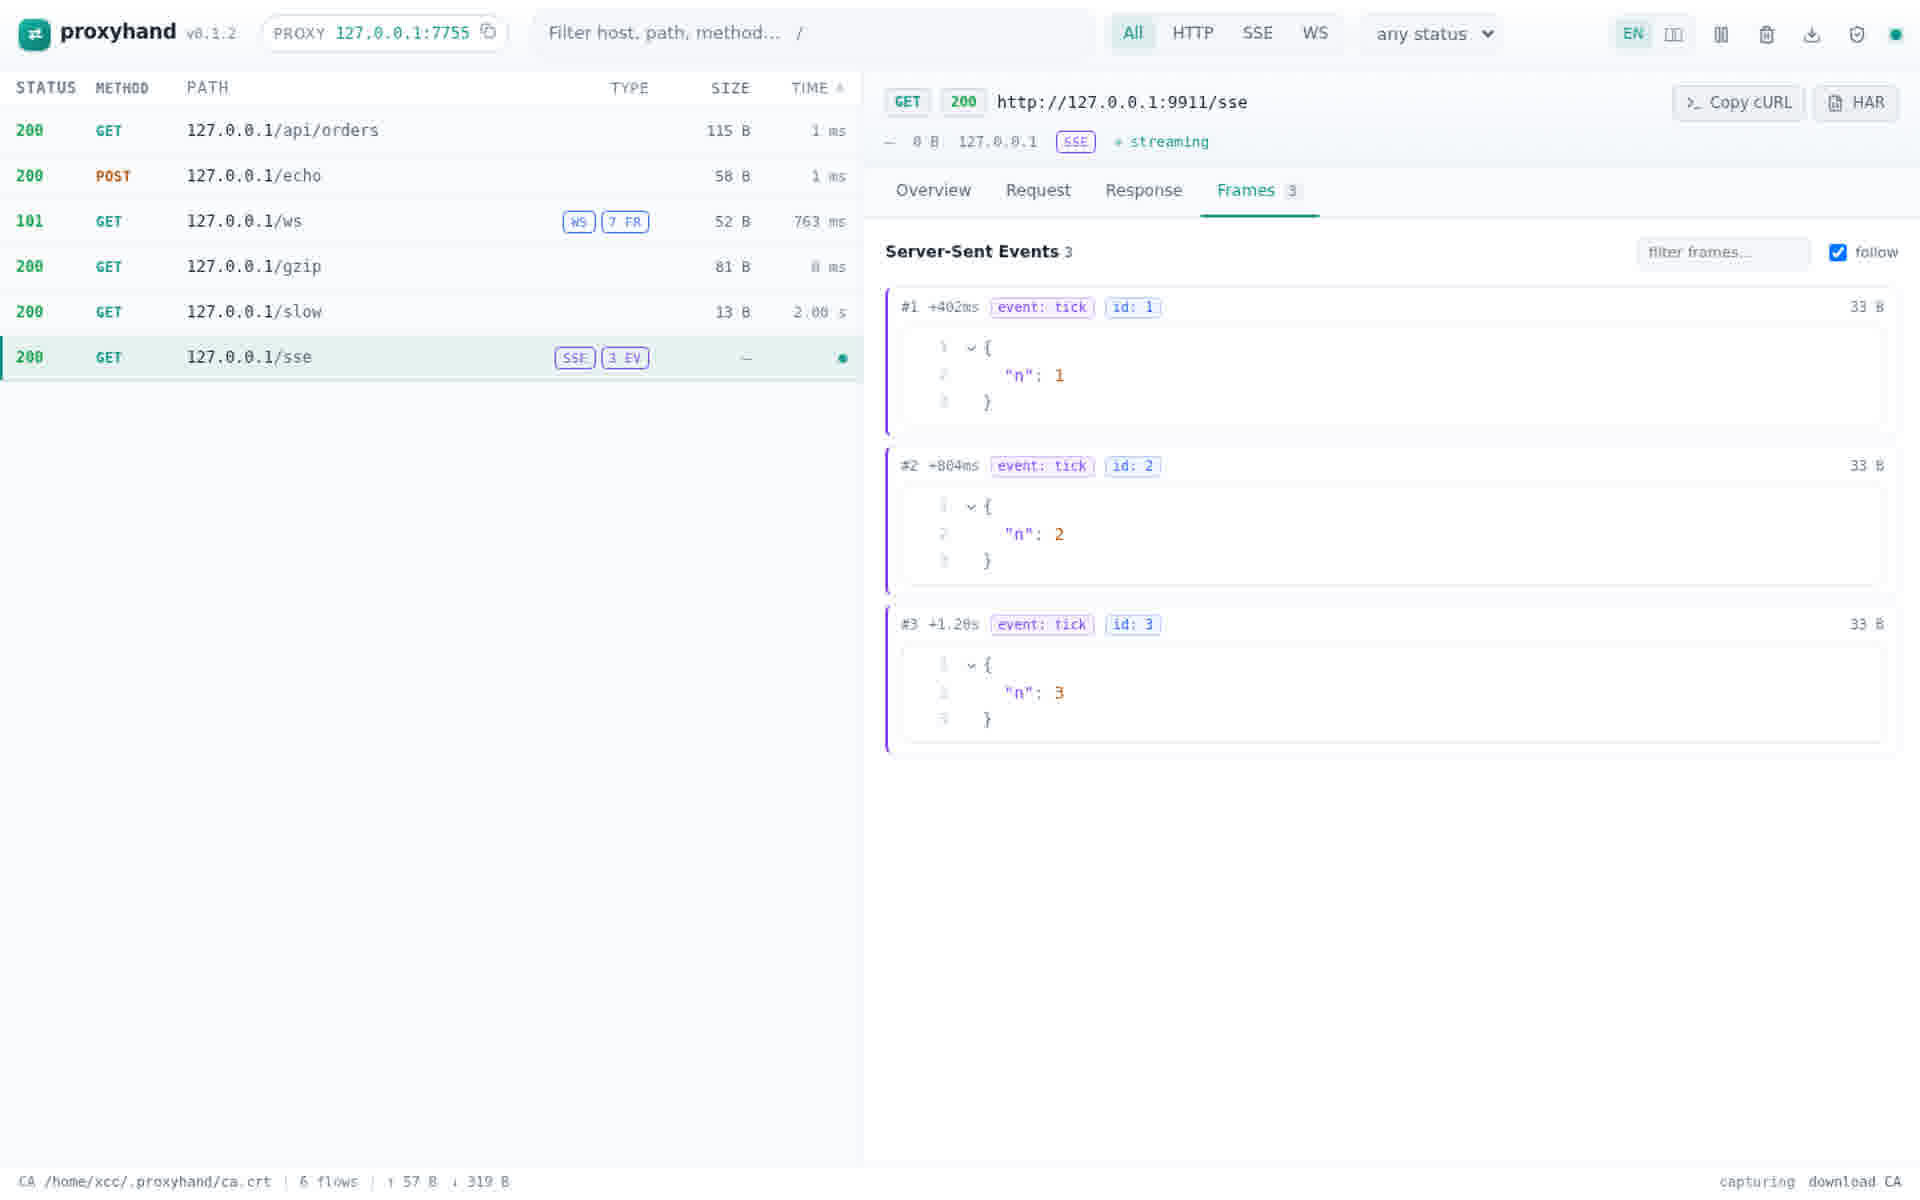 proxyhand v0.1.2 PROXY 127.0.0.1:7755 Filter host, path, method... / All HTTP SSE WS any status EN
STATUS METHOD PATH TYPE SIZE TIME
200 GET 127.0.0.1/api/orders 115 B 1 ms
200 POST 127.0.0.1/echo 58 B 1 ms
101 GET 127.0.0.1/ws WS 7 FR 52 B 763 ms
200 GET 127.0.0.1/gzip 81 B 0 ms
200 GET 127.0.0.1/slow 13 B 2.00 s
200 GET 127.0.0.1/sse SSE 3 EV —
GET 200 http://127.0.0.1:9911/sse >_ Copy cURL HAR
— 0 B 127.0.0.1 SSE streaming
Overview Request Response Frames 3
Server-Sent Events 3 filter frames... follow
#1 +402ms event: tick id: 1 33 B
1 {
2 "n": 1
3 }
#2 +804ms event: tick id: 2 33 B
1 {
2 "n": 2
3 }
#3 +1.20s event: tick id: 3 33 B
1 {
2 "n": 3
3 }
CA /home/xcc/.proxyhand/ca.crt | 6 flows | ↑ 57 B ↓ 319 B capturing download CA